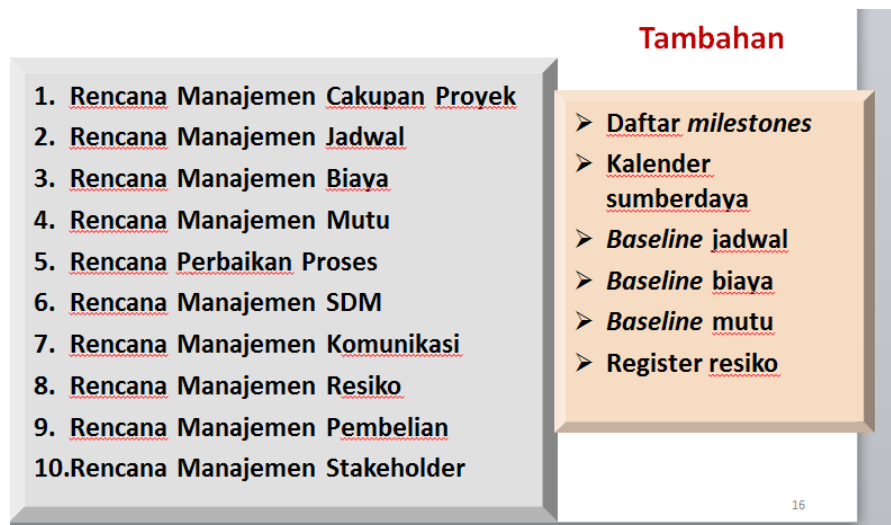 Tambahan
1. Rencana Manajemen Cakupan Proyek
2. Rencana Manajemen Jadwal
3. Rencana Manajemen Biaya
4. Rencana Manajemen Mutu
5. Rencana Perbaikan Proses
6. Rencana Manajemen SDM
7. Rencana Manajemen Komunikasi
8. Rencana Manajemen Resiko
9. Rencana Manajemen Pembelian
10.Rencana Manajemen Stakeholder
➢ Daftar milestones
➢ Kalender
sumberdaya
➢ Baseline jadwal
➢ Baseline biaya
➢ Baseline mutu
➢ Register resiko
16